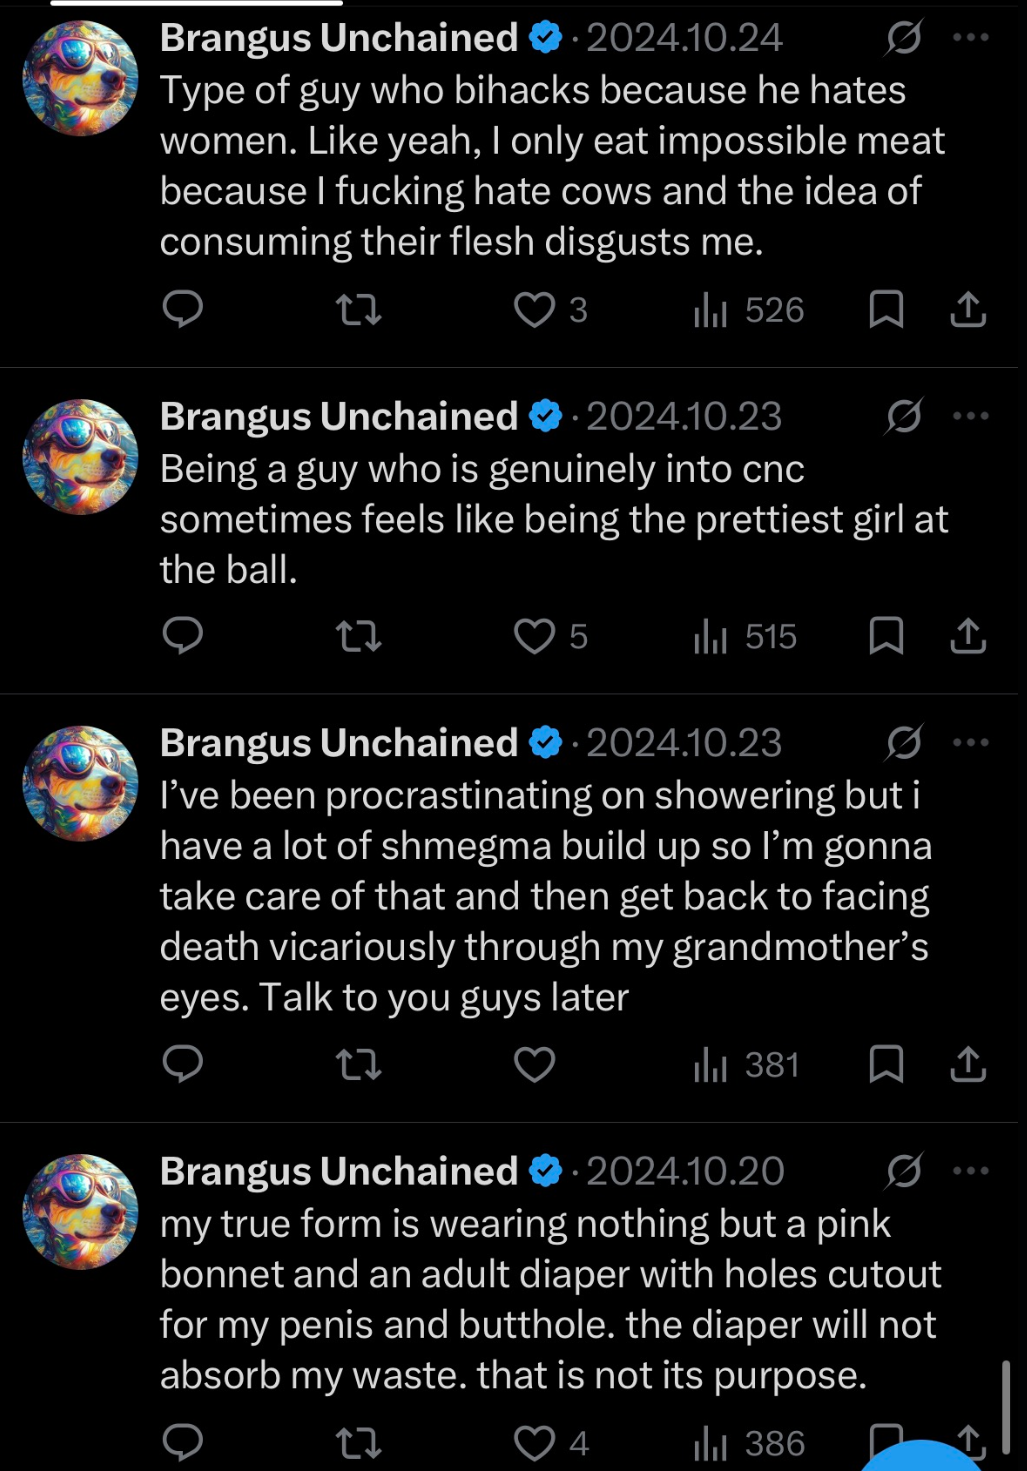 Brangus Unchained · 2024.10.24
Type of guy who bihacks because he hates
women. Like yeah, I only eat impossible meat
because I fucking hate cows and the idea of
consuming their flesh disgusts me.
3 526
Brangus Unchained · 2024.10.23
Being a guy who is genuinely into cnc
sometimes feels like being the prettiest girl at
the ball.
5 515
Brangus Unchained · 2024.10.23
I’ve been procrastinating on showering but i
have a lot of shmegma build up so I’m gonna
take care of that and then get back to facing
death vicariously through my grandmother’s
eyes. Talk to you guys later
381
Brangus Unchained · 2024.10.20
my true form is wearing nothing but a pink
bonnet and an adult diaper with holes cutout
for my penis and butthole. the diaper will not
absorb my waste. that is not its purpose.
4 386